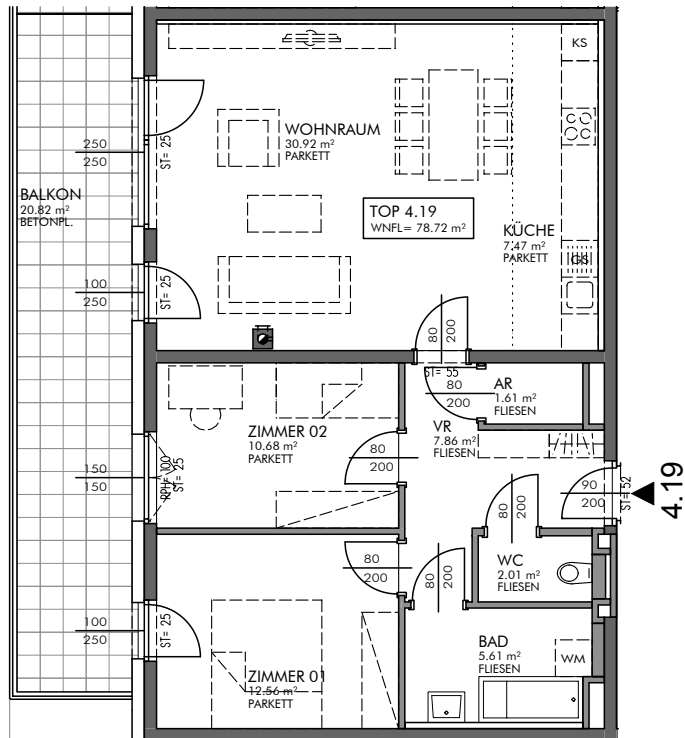 KS
WOHNRAUM
30.92 m²
PARKETT
250
250
ST= 25
BALKON
20.82 m²
BETONPL.
TOP 4.19
WNFL= 78.72 m²
KÜCHE
7.47 m²
PARKETT
GS
100
250
ST= 25
80
200
ST= 55
80
200
AR
1.61 m²
FLIESEN
VR
7.86 m²
FLIESEN
ZIMMER 02
10.68 m²
PARKETT
80
200
150
150
RPH= 100
ST= 25
90
200
ST= 52
4.19
80
200
WC
2.01 m²
FLIESEN
80
200
80
200
100
250
ST= 25
BAD
5.61 m²
FLIESEN
WM
ZIMMER 01
12.56 m²
PARKETT